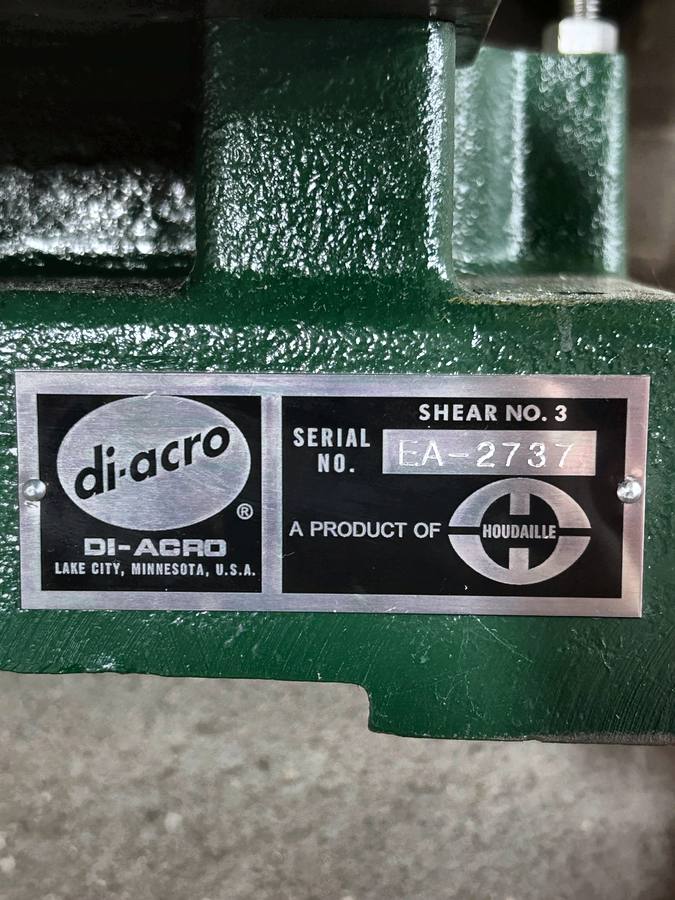 di-acro
®
DI-ACRO
LAKE CITY, MINNESOTA, U.S.A.
SHEAR NO. 3
SERIAL NO.
EA-2737
A PRODUCT OF
HOUDAILLE